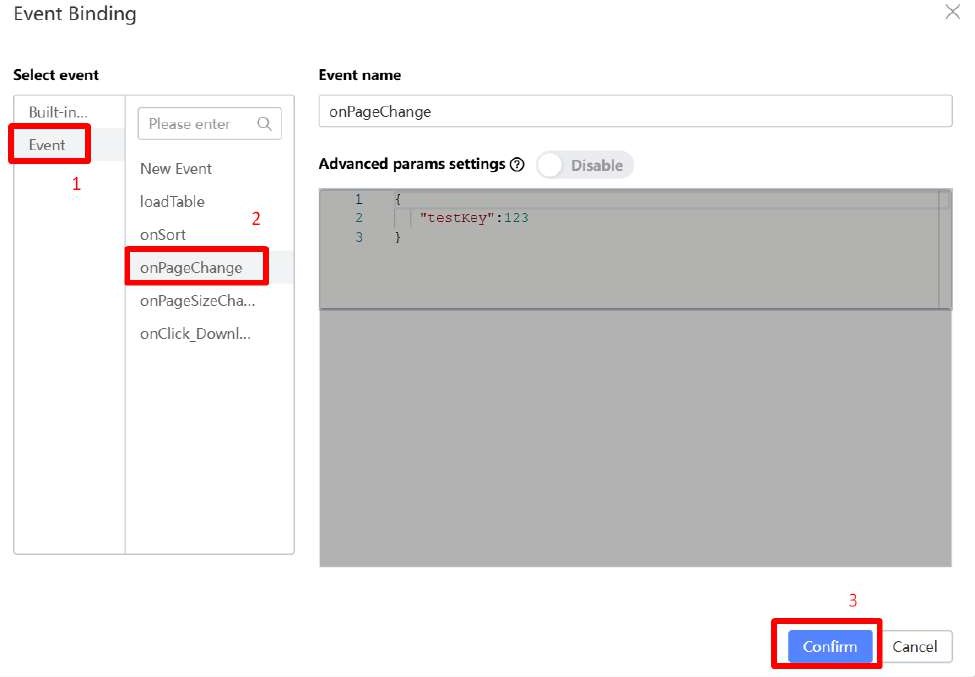 Event Binding
Select event
Built-in...
Event
1
Please enter
New Event
loadTable
2
onSort
onPageChange
onPageSizeCha...
onClick_Downl...
Event name
onPageChange
Advanced params settings ? Disable
1 {
2 "testKey":123
3 }
3
Confirm Cancel